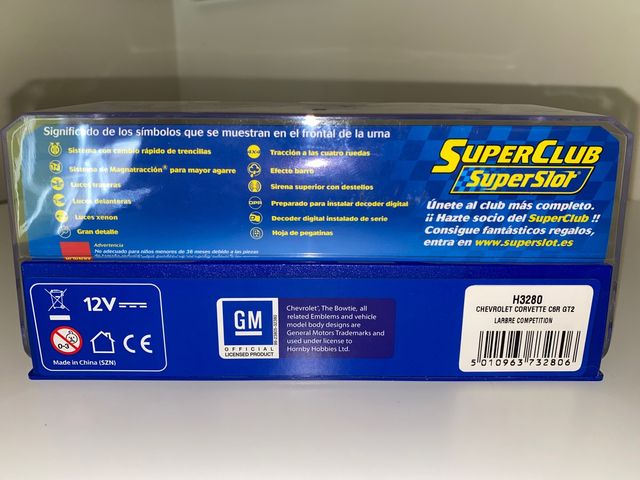 Significado de los símbolos que se muestran en el frontal de la urna
Sistema con cambio rápido de trencillas
Sistema de Magnatracción® para mayor agarre
Luces traseras
Luces delanteras
Luces xenon
Gran detalle
Tracción a las cuatro ruedas
Efecto barro
Sirena superior con destellos
Preparado para instalar decoder digital
Decoder digital instalado de serie
Hoja de pegatinas
Advertencia
No adecuado para niños menores de 36 meses debido a las piezas
SUPERCLUB
SuperSlot®
Únete al club más completo.
¡¡ Hazte socio del SuperClub !!
Consigue fantásticos regalos,
entra en www.superslot.es
12V
0-3
CE
Made in China (SZN)
GM
OFFICIAL
LICENSED PRODUCT
Chevrolet, The Bowtie, all
related Emblems and vehicle
model body designs are
General Motors Trademarks and
used under license to
Hornby Hobbies Ltd.
H3280
CHEVROLET CORVETTE C6R GT2
LARBRE COMPETITION
5 010963 732806